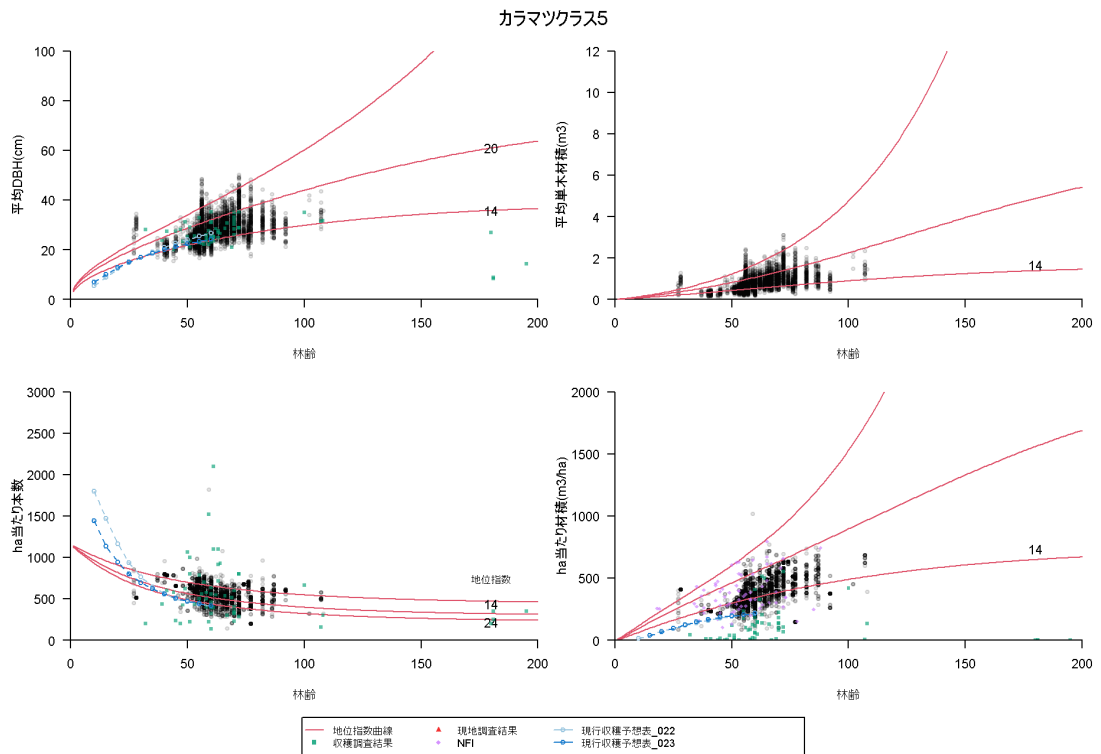 カラマツクラス5
平均DBH(cm)
100
80
60
40
20
0
20
14
0 50 100 150 200
林齢
平均単木材積(m3)
12
10
8
6
4
2
0
14
0 50 100 150 200
林齢
ha当たり本数
3000
2500
2000
1500
1000
500
0
地位指数
14
24
0 50 100 150 200
林齢
ha当たり材積(m3/ha)
2000
1500
1000
500
0
14
0 50 100 150 200
林齢
地位指数曲線 現地調査結果 現行収穫予想表_022
収穫調査結果 NFI 現行収穫予想表_023